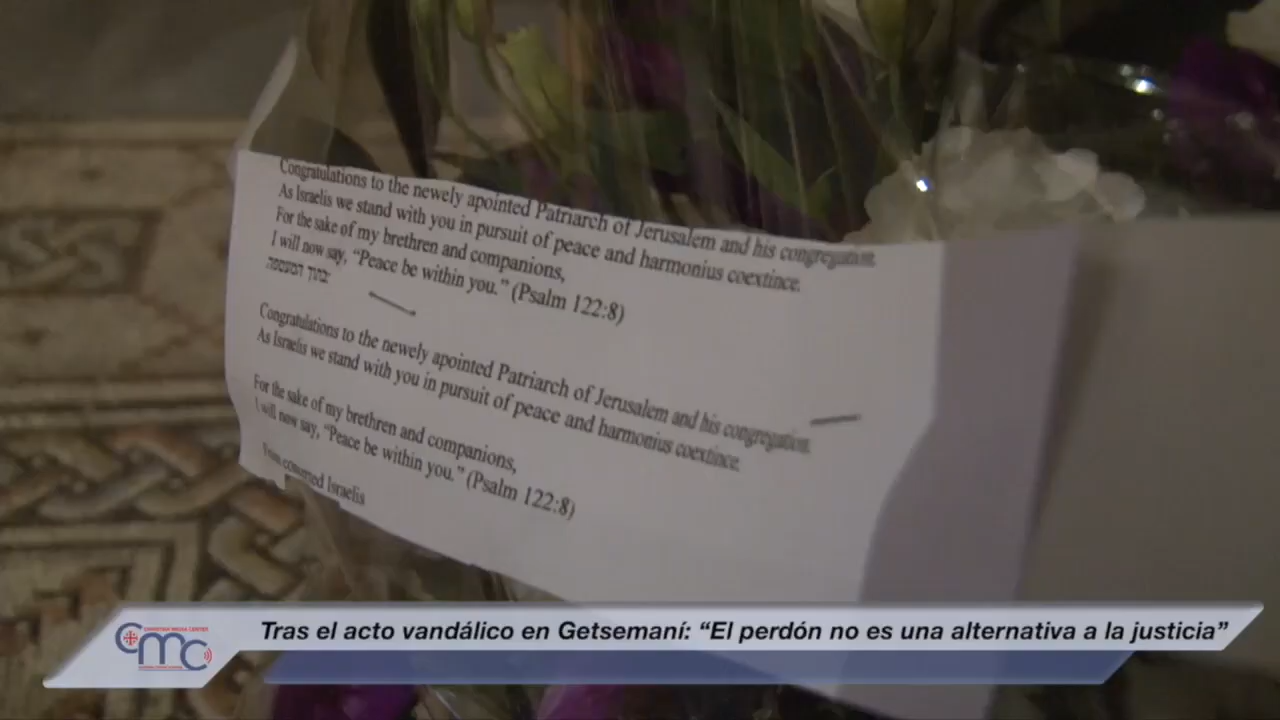 Congratulations to the newely apointed Patriarch of Jerusalem and his congregation.
As Israelis we stand with you in pursuit of peace and harmonius coextince.
For the sake of my brethren and companions,
I will now say, “Peace be within you.” (Psalm 122:8)
Congratulations to the newely apointed Patriarch of Jerusalem and his congregation.
As Israelis we stand with you in pursuit of peace and harmonius coextince.
For the sake of my brethren and companions,
I will now say, “Peace be within you.” (Psalm 122:8)
Israelis
CHRISTIAN MEDIA CENTER
CMC
Tras el acto vandálico en Getsemaní: “El perdón no es una alternativa a la justicia”